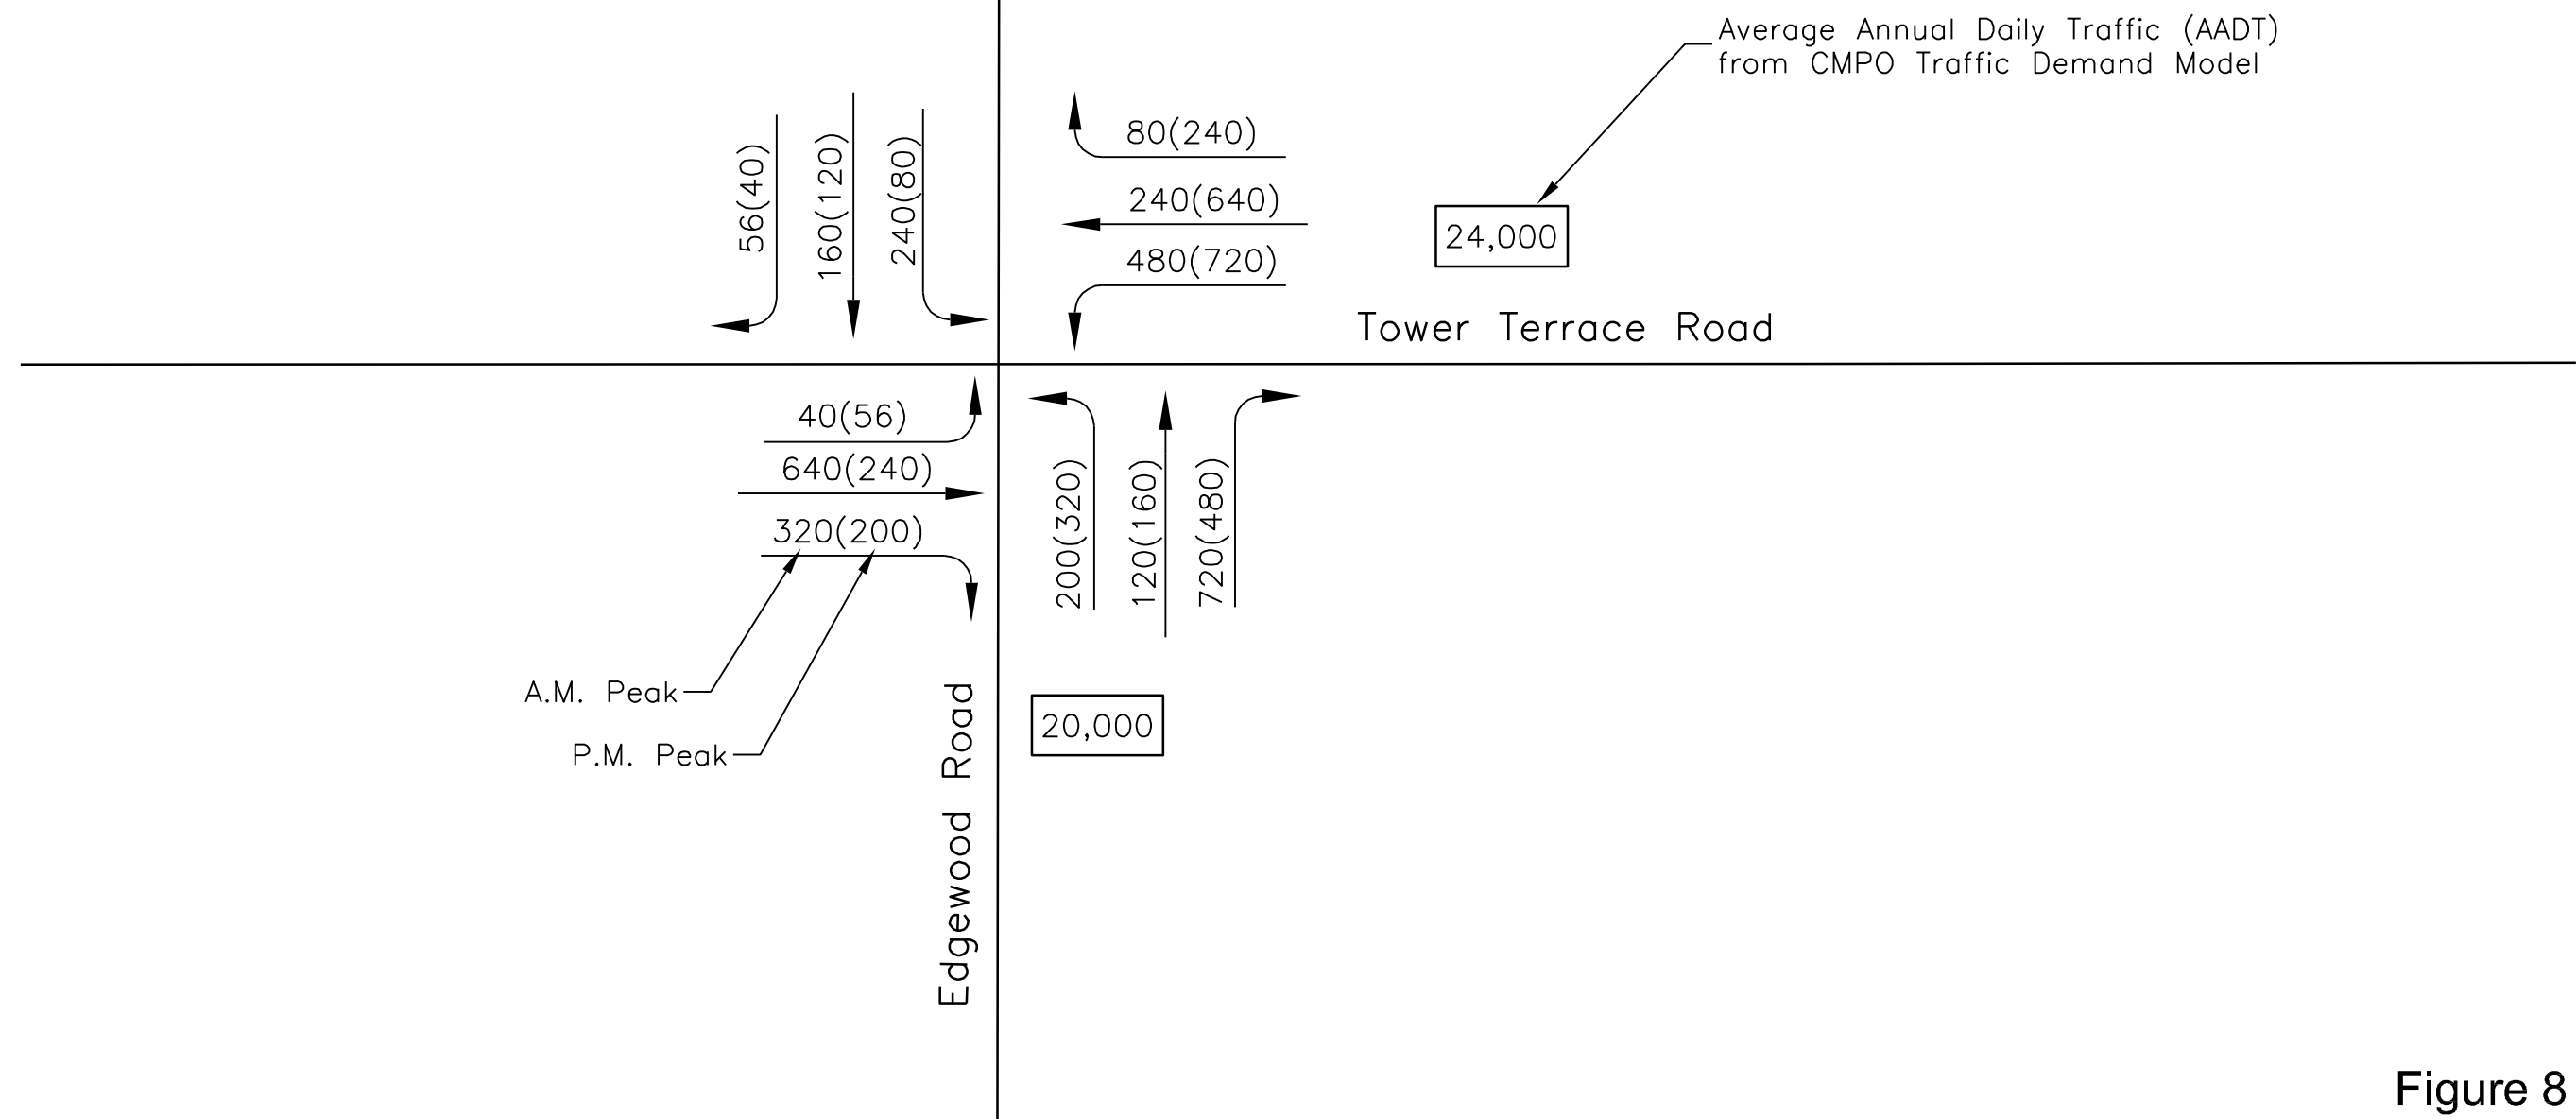 Average Annual Daily Traffic (AADT)
from CMPO Traffic Demand Model
56(40)
160(120)
240(80)
80(240)
240(640)
480(720)
24,000
Tower Terrace Road
40(56)
640(240)
320(200)
200(320)
120(160)
720(480)
A.M. Peak
P.M. Peak
20,000
Edgewood Road
Figure 8